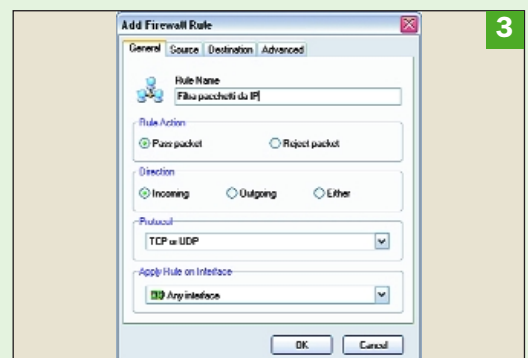 3
Add Firewall Rule
General Source Destination Advanced
Rule Name
Filtra pacchetti da IP
Rule Action
Pass packet Reject packet
Direction
Incoming Outgoing Either
Protocol
TCP or UDP
Apply Rule on Interface
Any interface
OK Cancel